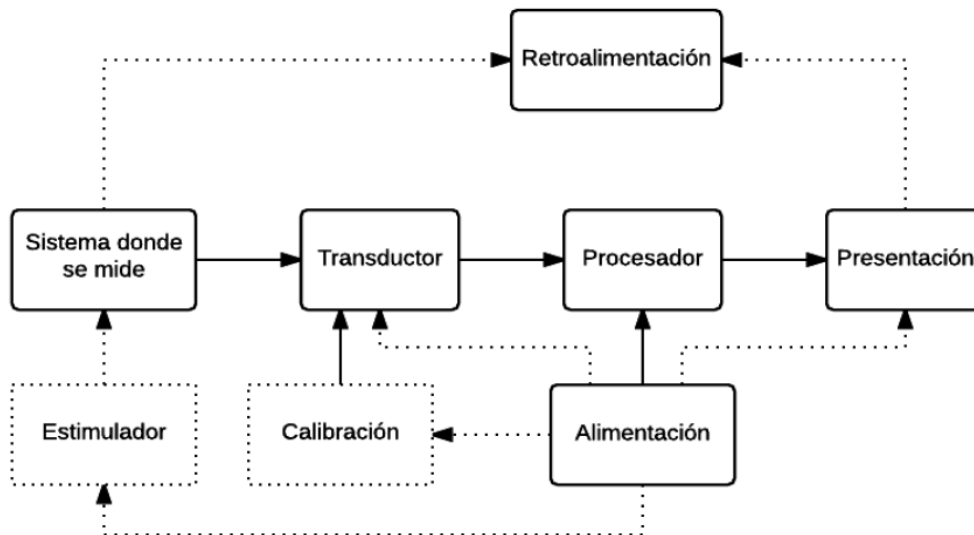 Retroalimentación
Sistema donde
se mide
Transductor
Procesador
Presentación
Estimulador
Calibración
Alimentación